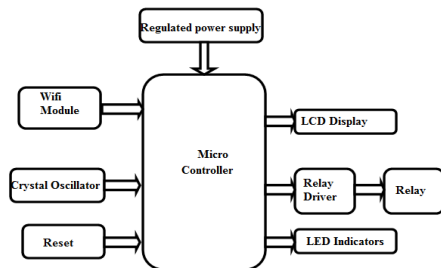 Regulated power supply
Wifi
Module
LCD Display
Micro
Controller
Crystal Oscillator
Relay
Driver
Relay
Reset
LED Indicators